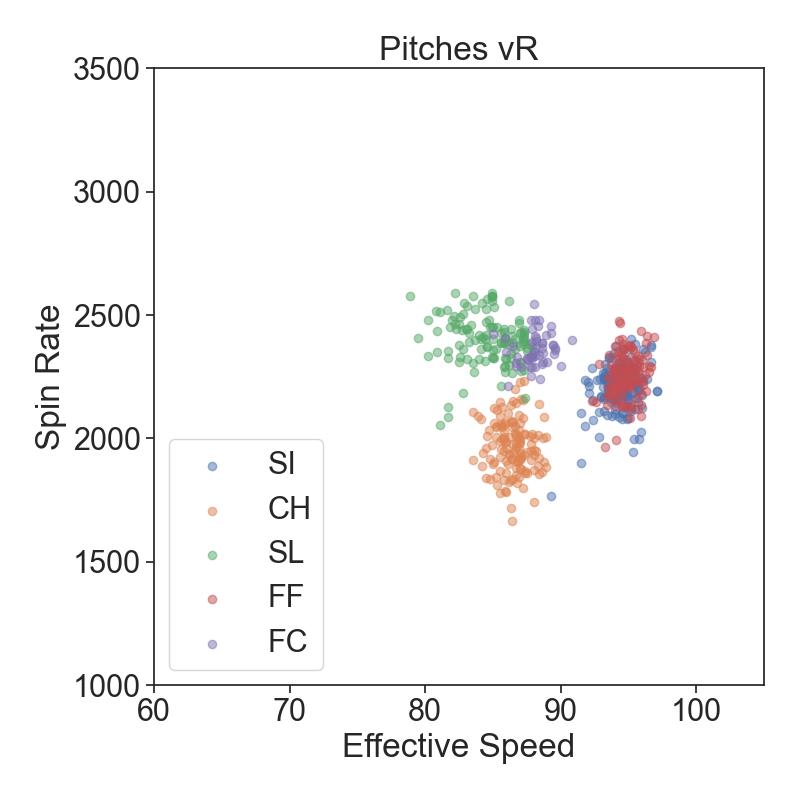 Pitches vR
3500
3000
2500
2000
1500
1000
Spin Rate
SI
CH
SL
FF
FC
60 70 80 90 100
Effective Speed